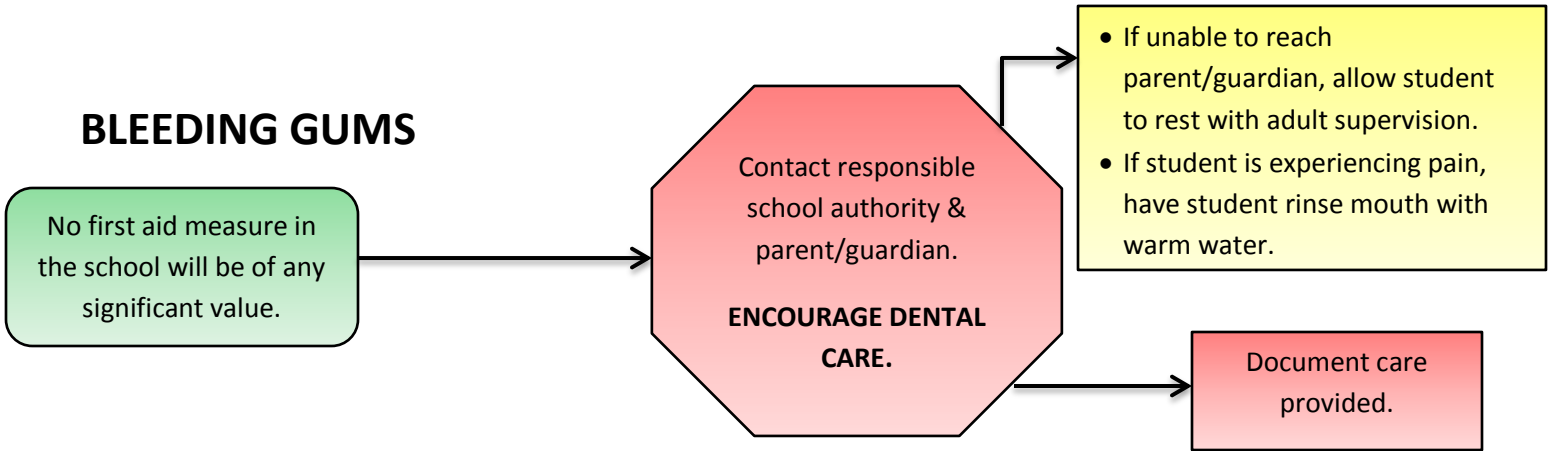 BLEEDING GUMS
No first aid measure in
the school will be of any
significant value.
Contact responsible
school authority &
parent/guardian.
ENCOURAGE DENTAL
CARE.
• If unable to reach
parent/guardian, allow student
to rest with adult supervision.
• If student is experiencing pain,
have student rinse mouth with
warm water.
Document care
provided.